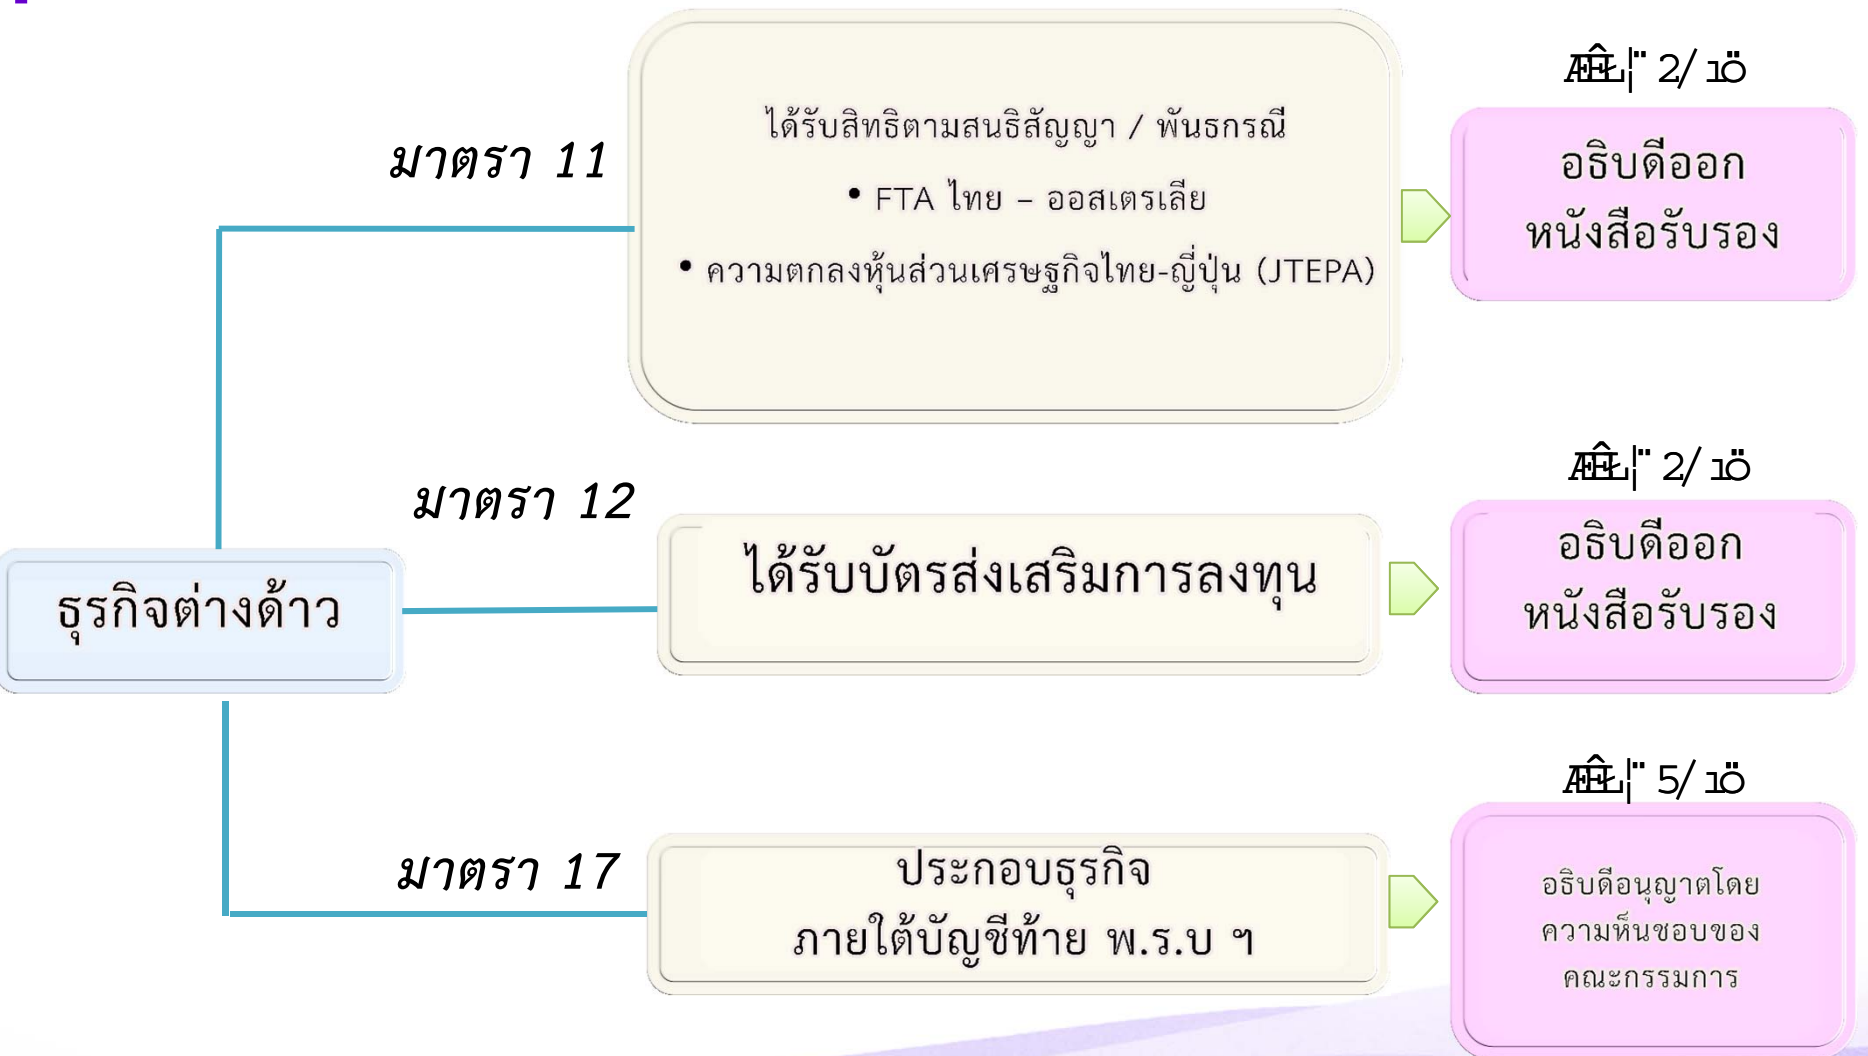 มาตรา 11
ได้รับสิทธิตามสนธิสัญญา / พันธกรณี
• FTA ไทย – ออสเตรเลีย
• ความตกลงหุ้นส่วนเศรษฐกิจไทย-ญี่ปุ่น (JTEPA)
2/
อธิบดีออก
หนังสือรับรอง
ธุรกิจต่างด้าว
มาตรา 12
ได้รับบัตรส่งเสริมการลงทุน
2/
อธิบดีออก
หนังสือรับรอง
มาตรา 17
ประกอบธุรกิจ
ภายใต้บัญชีท้าย พ.ร.บ ฯ
5/
อธิบดีอนุญาตโดย
ความห็นชอบของ
คณะกรรมการ